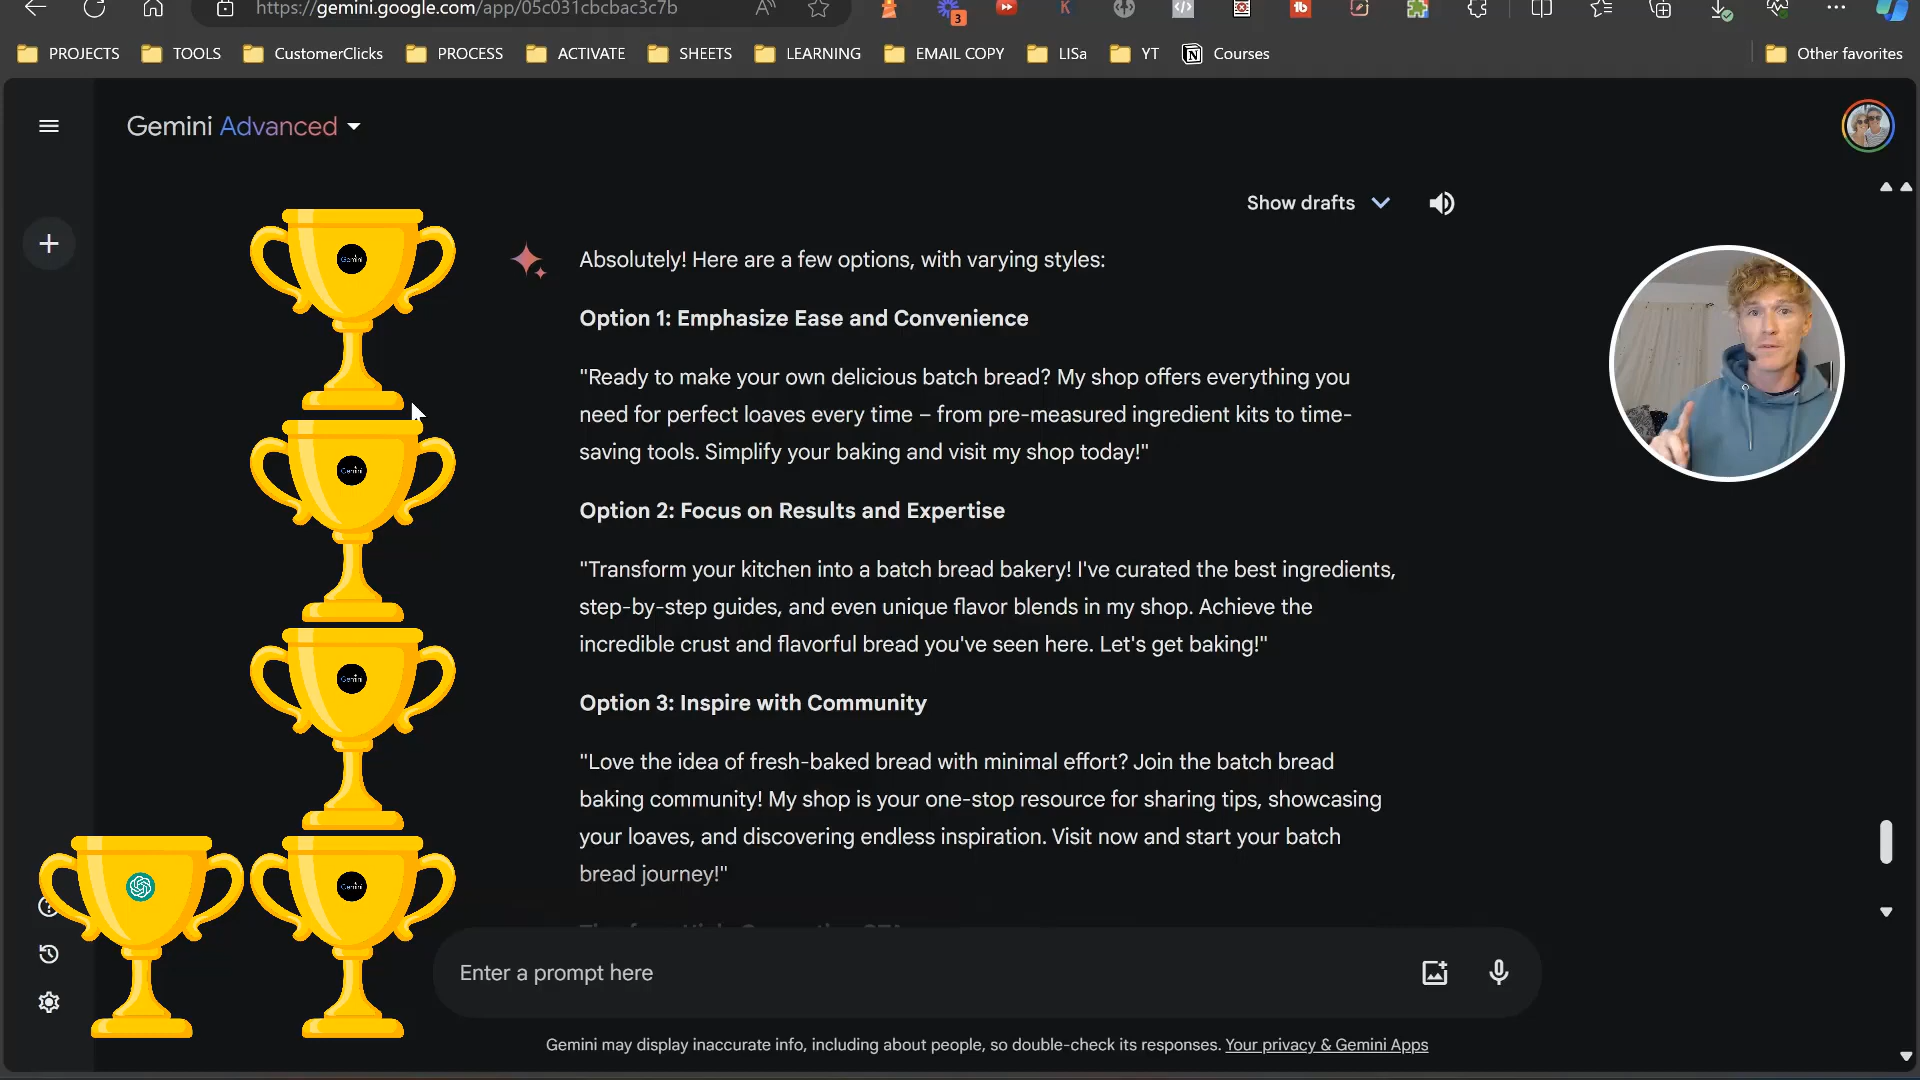 https://gemini.google.com/app/05c031cbcbac3c7b
3
PROJECTS TOOLS CustomerClicks PROCESS ACTIVATE SHEETS LEARNING EMAIL COPY LISa YT Courses Other favorites
Gemini Advanced
Show drafts
Absolutely! Here are a few options, with varying styles:
Option 1: Emphasize Ease and Convenience
"Ready to make your own delicious batch bread? My shop offers everything you
need for perfect loaves every time – from pre-measured ingredient kits to time-
saving tools. Simplify your baking and visit my shop today!"
Option 2: Focus on Results and Expertise
"Transform your kitchen into a batch bread bakery! I've curated the best ingredients,
step-by-step guides, and even unique flavor blends in my shop. Achieve the
incredible crust and flavorful bread you've seen here. Let's get baking!"
Option 3: Inspire with Community
"Love the idea of fresh-baked bread with minimal effort? Join the batch bread
baking community! My shop is your one-stop resource for sharing tips, showcasing
your loaves, and discovering endless inspiration. Visit now and start your batch
bread journey!"
Gemini
Gemini
Gemini
Gemini
Enter a prompt here
Gemini may display inaccurate info, including about people, so double-check its responses. Your privacy & Gemini Apps